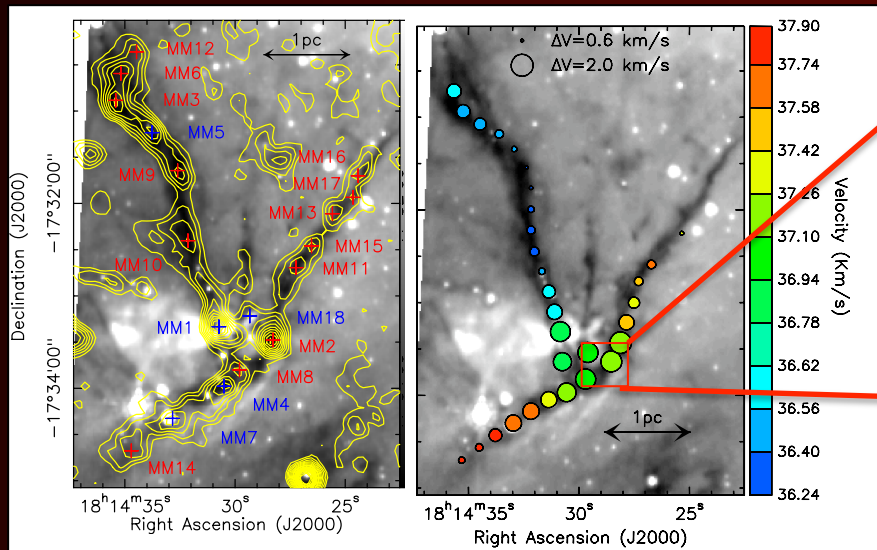 MM12
MM6
MM3
MM5
MM9
MM10
MM1
MM16
MM17
MM13
MM15
MM11
MM18
MM2
MM8
MM4
MM7
MM14
1pc
Declination (J2000)
−17°32'00"
−17°34'00"
18ʰ14ᵐ35ˢ
30ˢ
25ˢ
Right Ascension (J2000)
ΔV=0.6 km/s
ΔV=2.0 km/s
1pc
18ʰ14ᵐ35ˢ
30ˢ
25ˢ
Right Ascension (J2000)
37.90
37.74
37.58
37.42
37.26
37.10
36.94
36.78
36.62
36.56
36.40
36.24
Velocity (Km/s)